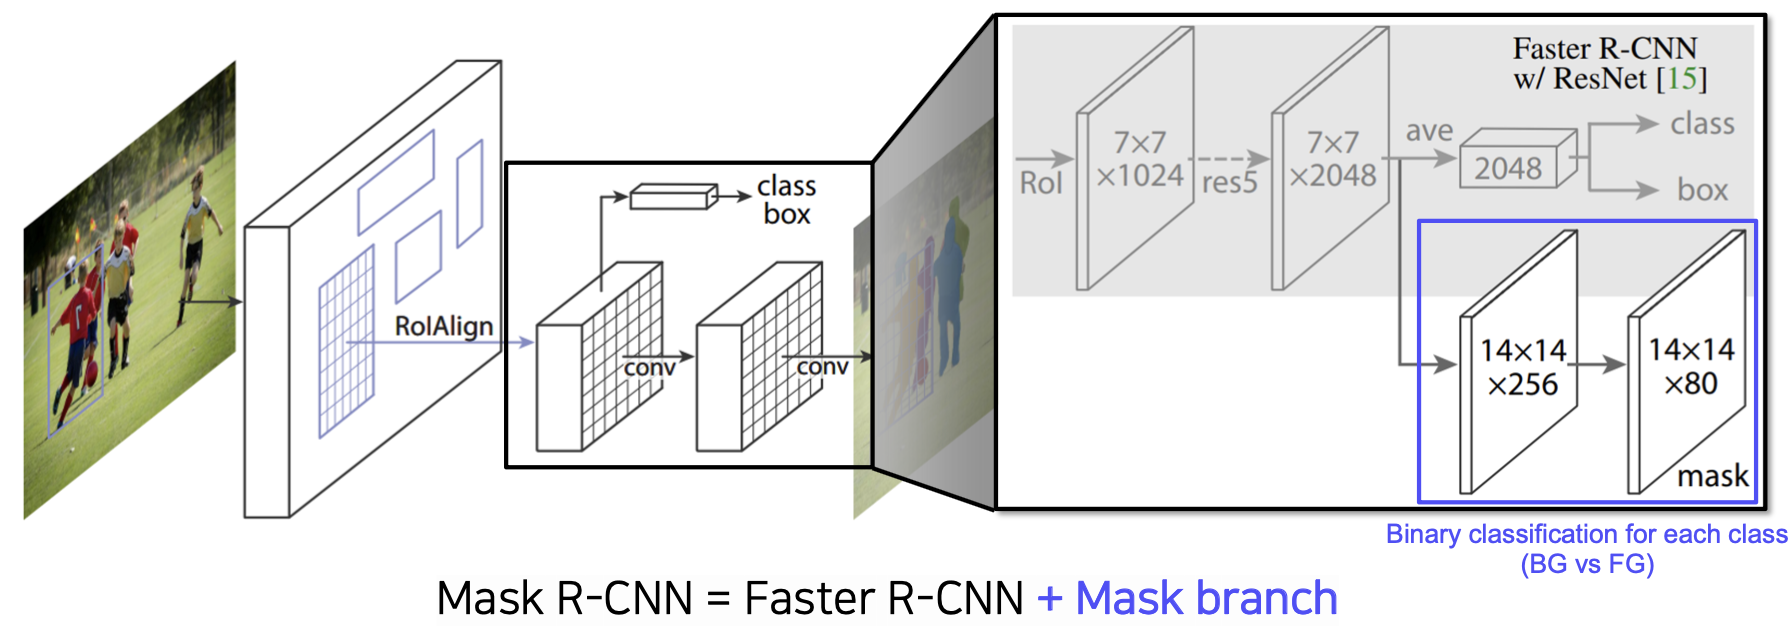 RoIAlign
class
box
conv
conv
Faster R-CNN
w/ ResNet [15]
RoI
7×7
×1024
res5
7×7
×2048
ave
2048
class
box
14×14
×256
14×14
×80
mask
Binary classification for each class
(BG vs FG)
Mask R-CNN = Faster R-CNN + Mask branch